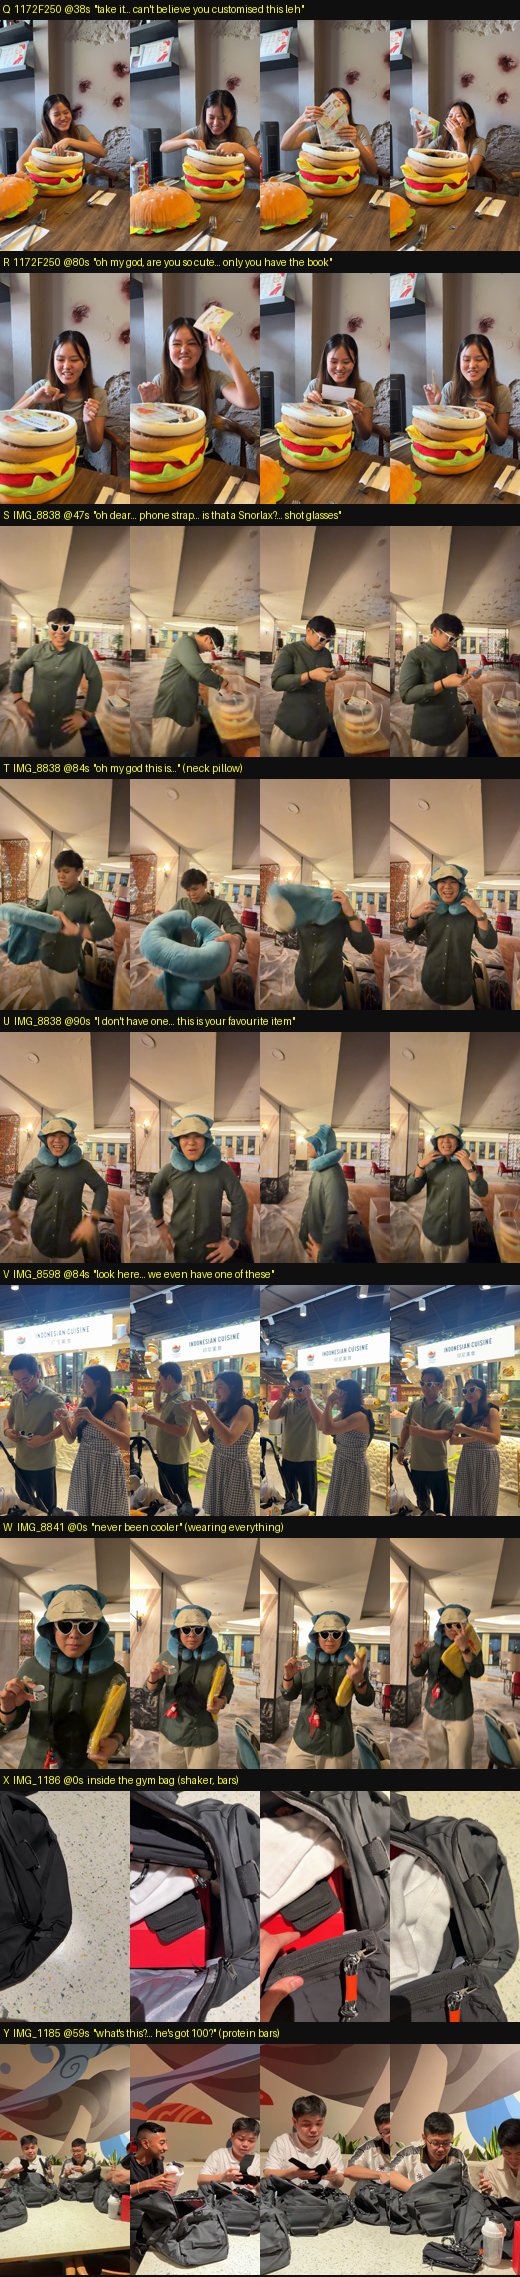 Q 1172F250 @38s "take it... can't believe you customised this leh"
R 1172F250 @80s "oh my god, are you so cute... only you have the book"
S IMG_8838 @47s "oh dear... phone strap... is that a Snorlax?... shot glasses"
T IMG_8838 @84s "oh my god this is..." (neck pillow)
U IMG_8838 @90s "I don't have one... this is your favourite item"
V IMG_8598 @84s "look here... we even have one of these"
INDONESIAN CUISINE
INDONESIAN CUISINE
INDONESIAN CUISINE
INDONESIAN CUISINE
W IMG_8841 @0s "never been cooler" (wearing everything)
X IMG_1186 @0s inside the gym bag (shaker, bars)
Y IMG_1185 @59s "what's this?... he's got 100?" (protein bars)